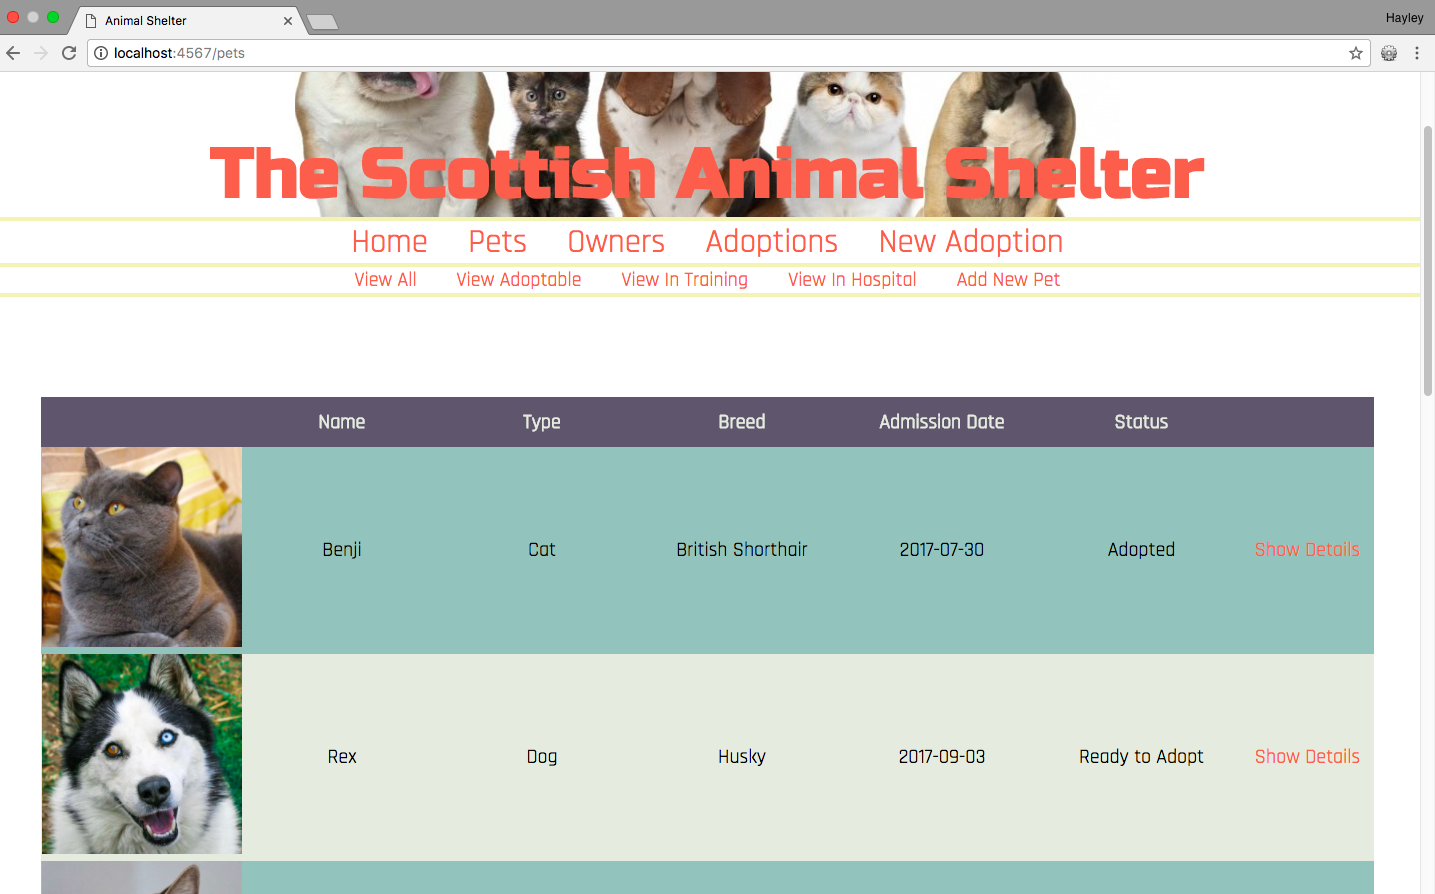 Animal Shelter
Hayley
localhost:4567/pets
The Scottish Animal Shelter
Home Pets Owners Adoptions New Adoption
View All View Adoptable View In Training View In Hospital Add New Pet
Name Type Breed Admission Date Status
Benji Cat British Shorthair 2017-07-30 Adopted Show Details
Rex Dog Husky 2017-09-03 Ready to Adopt Show Details